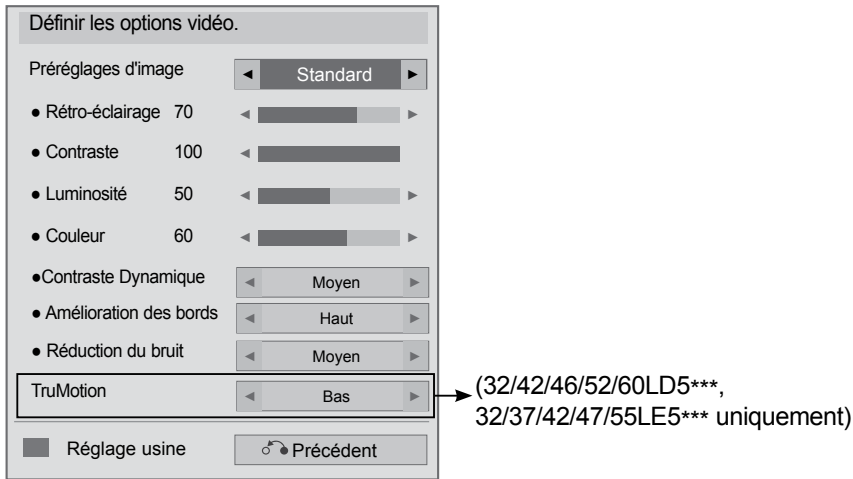 Définir les options vidéo.
Préréglages d'image ◄ Standard ►
● Rétro-éclairage 70 ◄ ►
● Contraste 100 ◄
● Luminosité 50 ◄ ►
● Couleur 60 ◄ ►
●Contraste Dynamique ◄ Moyen ►
● Amélioration des bords ◄ Haut ►
● Réduction du bruit ◄ Moyen ►
TruMotion ◄ Bas ►
(32/42/46/52/60LD5***,
32/37/42/47/55LE5*** uniquement)
Réglage usine Précédent